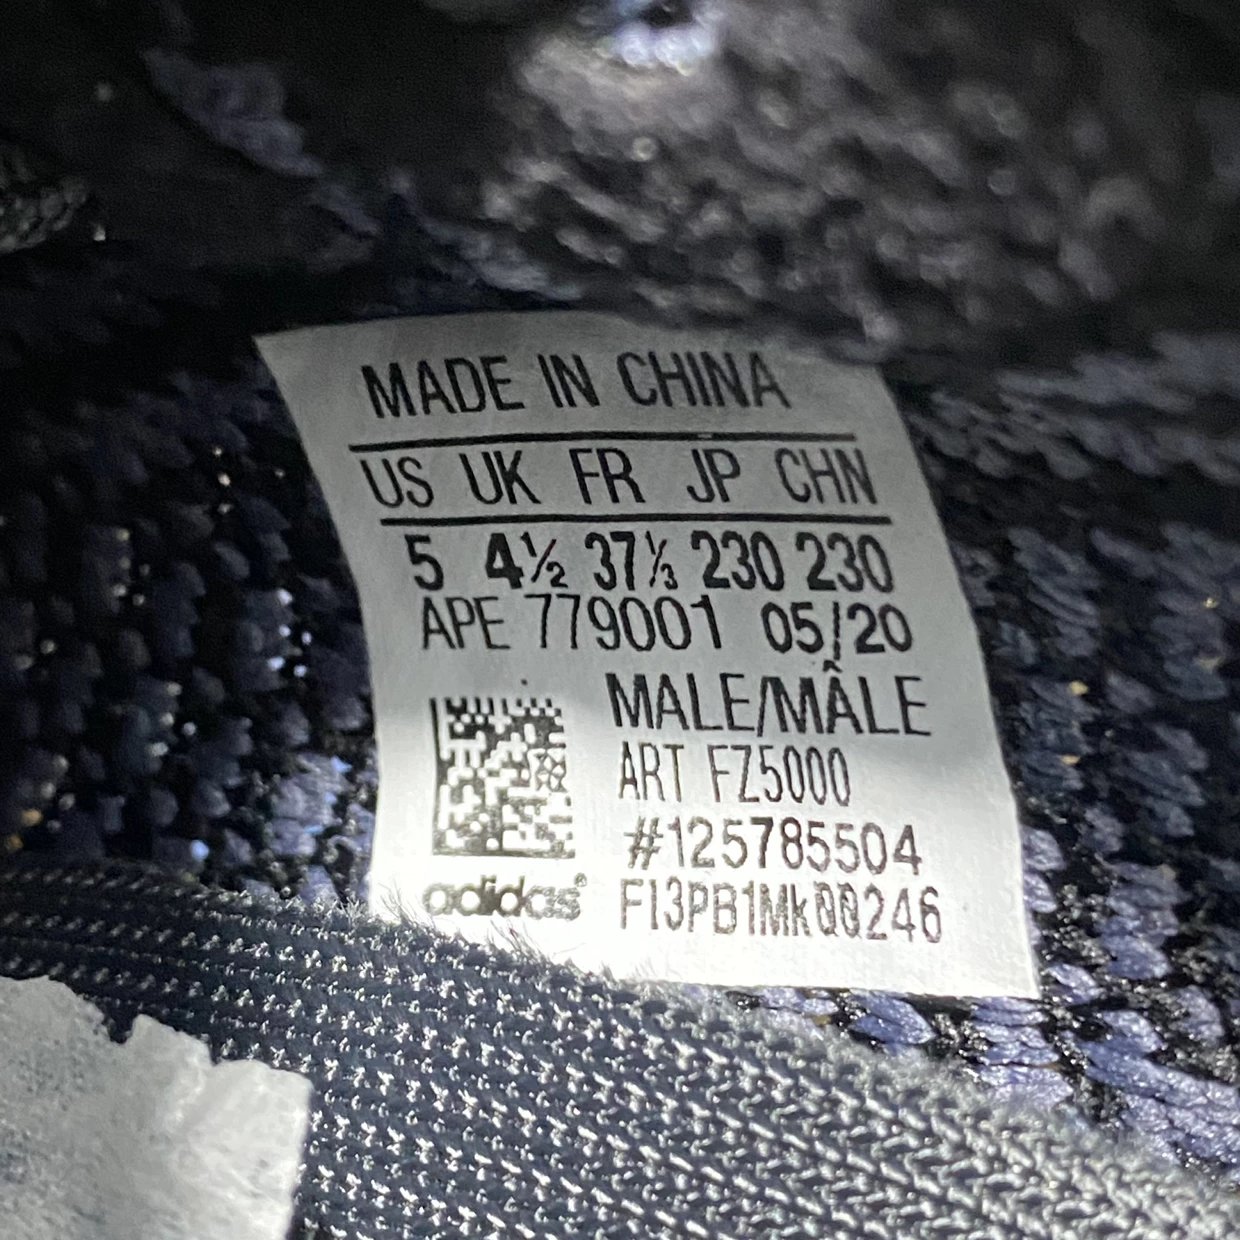 MADE IN CHINA
US UK FR JP CHN
5 4½ 37⅓ 230 230
APE 779001 05/20
MALE/MÂLE
ART FZ5000
#125785504
adidas®
FI3PB1Mk00246